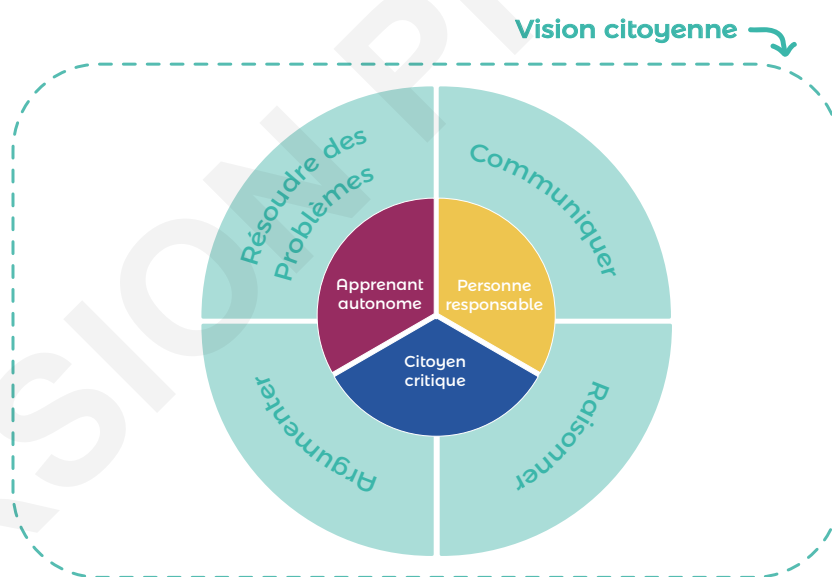 Vision citoyenne
Résoudre des
Problèmes
Communiquer
Apprenant
autonome
Personne
responsable
Citoyen
critique
Argumenter
Raisonner